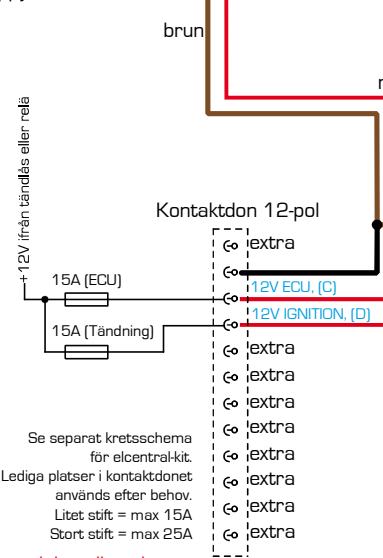 brun
+12V ifrån tändlås eller relä
Kontaktdon 12-pol
extra
15A (ECU)
12V ECU, (C)
12V IGNITION, (D)
15A (Tändning)
extra
extra
extra
extra
extra
extra
extra
extra
Se separat kretsschema
för elcentral-kit.
Lediga platser i kontaktdonet
används efter behov.
Litet stift = max 15A
Stort stift = max 25A